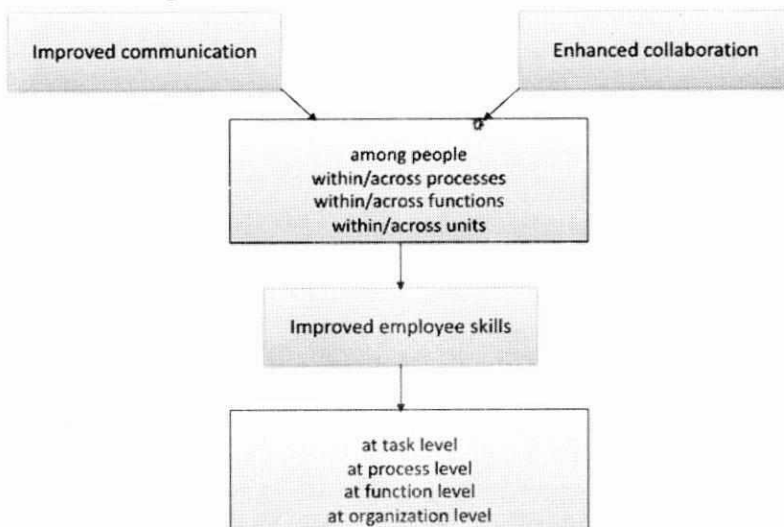 Improved communication
Enhanced collaboration
among people
within/across processes
within/across functions
within/across units
Improved employee skills
at task level
at process level
at function level
at organization level